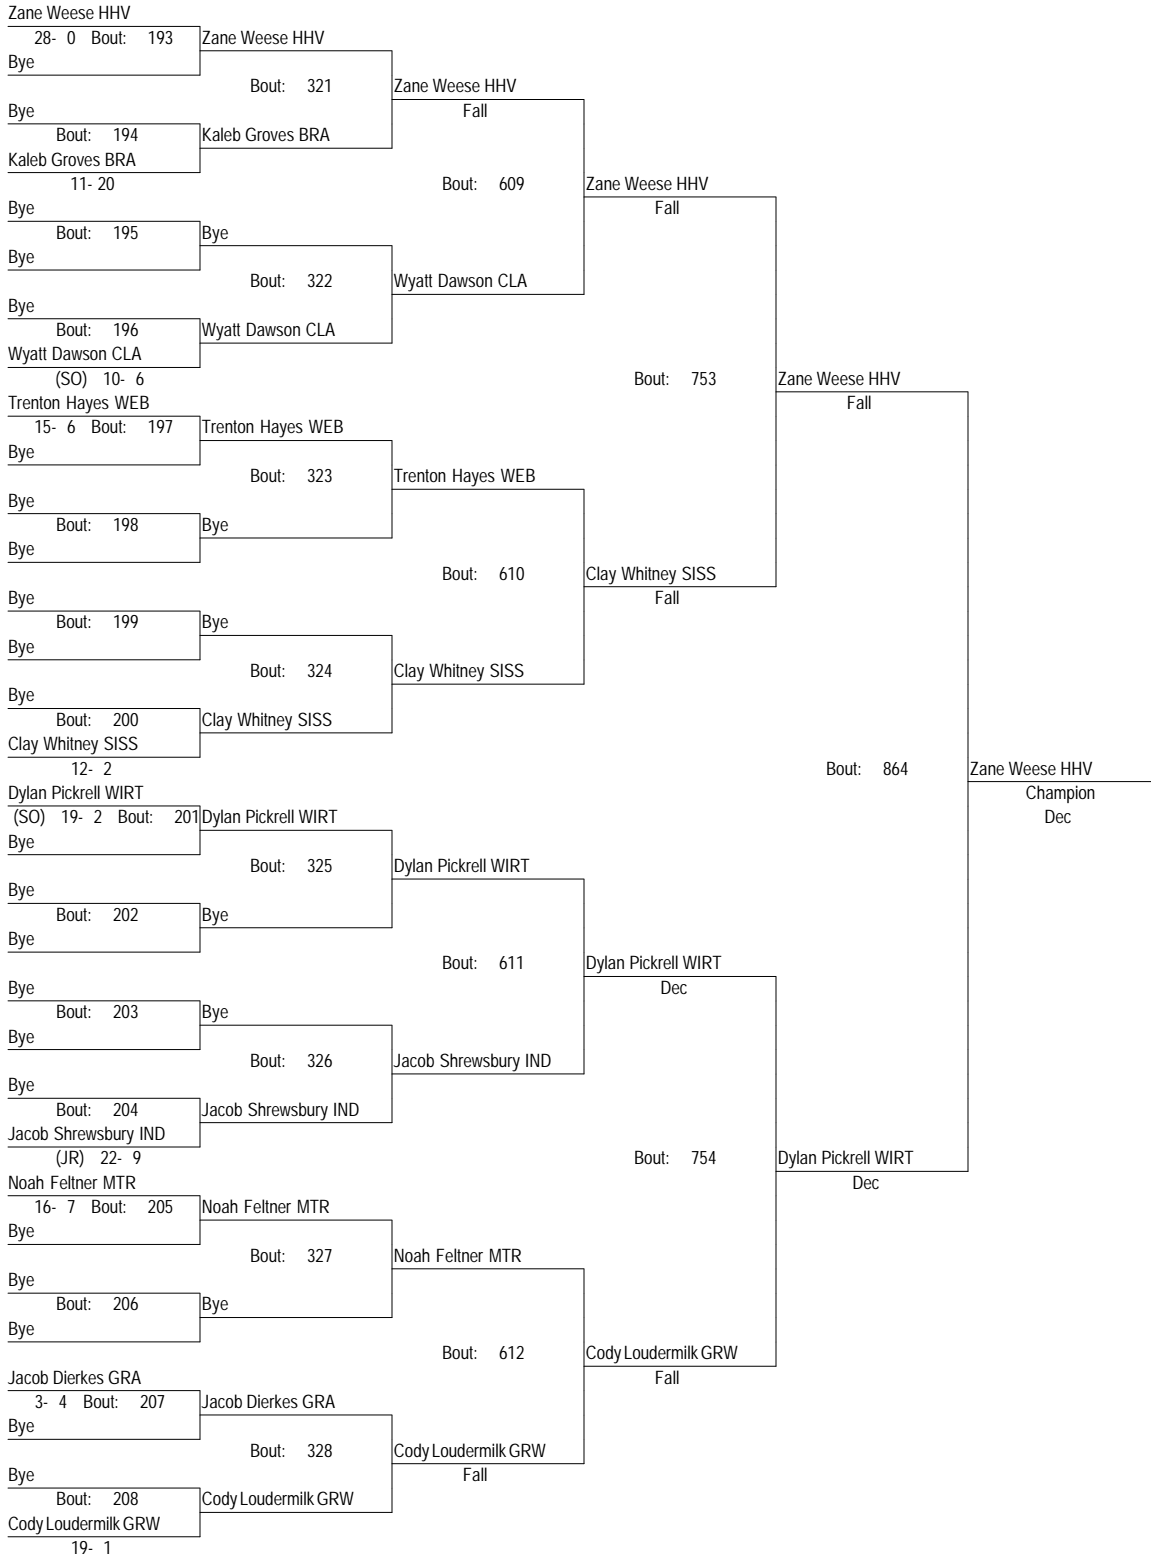 Zane Weese HHV
28- 0 Bout: 193 Zane Weese HHV
Bye
Bout: 321 Zane Weese HHV
Bye Fall
Bout: 194 Kaleb Groves BRA
Kaleb Groves BRA
11- 20 Bout: 609 Zane Weese HHV
Bye Fall
Bout: 195 Bye
Bye
Bout: 322 Wyatt Dawson CLA
Bye
Bout: 196 Wyatt Dawson CLA
Wyatt Dawson CLA
(SO) 10- 6 Bout: 753 Zane Weese HHV
Trenton Hayes WEB Fall
15- 6 Bout: 197 Trenton Hayes WEB
Bye
Bout: 323 Trenton Hayes WEB
Bye
Bout: 198 Bye
Bye
Bout: 610 Clay Whitney SISS
Bye Fall
Bout: 199 Bye
Bye
Bout: 324 Clay Whitney SISS
Bye
Bout: 200 Clay Whitney SISS
Clay Whitney SISS
12- 2 Bout: 864 Zane Weese HHV
Dylan Pickrell WIRT Champion
(SO) 19- 2 Bout: 201 Dylan Pickrell WIRT Dec
Bye
Bout: 325 Dylan Pickrell WIRT
Bye
Bout: 202 Bye
Bye
Bout: 611 Dylan Pickrell WIRT
Bye Dec
Bout: 203 Bye
Bye
Bout: 326 Jacob Shrewsbury IND
Bye
Bout: 204 Jacob Shrewsbury IND
Jacob Shrewsbury IND
(JR) 22- 9 Bout: 754 Dylan Pickrell WIRT
Noah Feltner MTR Dec
16- 7 Bout: 205 Noah Feltner MTR
Bye
Bout: 327 Noah Feltner MTR
Bye
Bout: 206 Bye
Bye
Bout: 612 Cody Loudermilk GRW
Jacob Dierkes GRA Fall
3- 4 Bout: 207 Jacob Dierkes GRA
Bye
Bout: 328 Cody Loudermilk GRW
Bye Fall
Bout: 208 Cody Loudermilk GRW
Cody Loudermilk GRW
19- 1